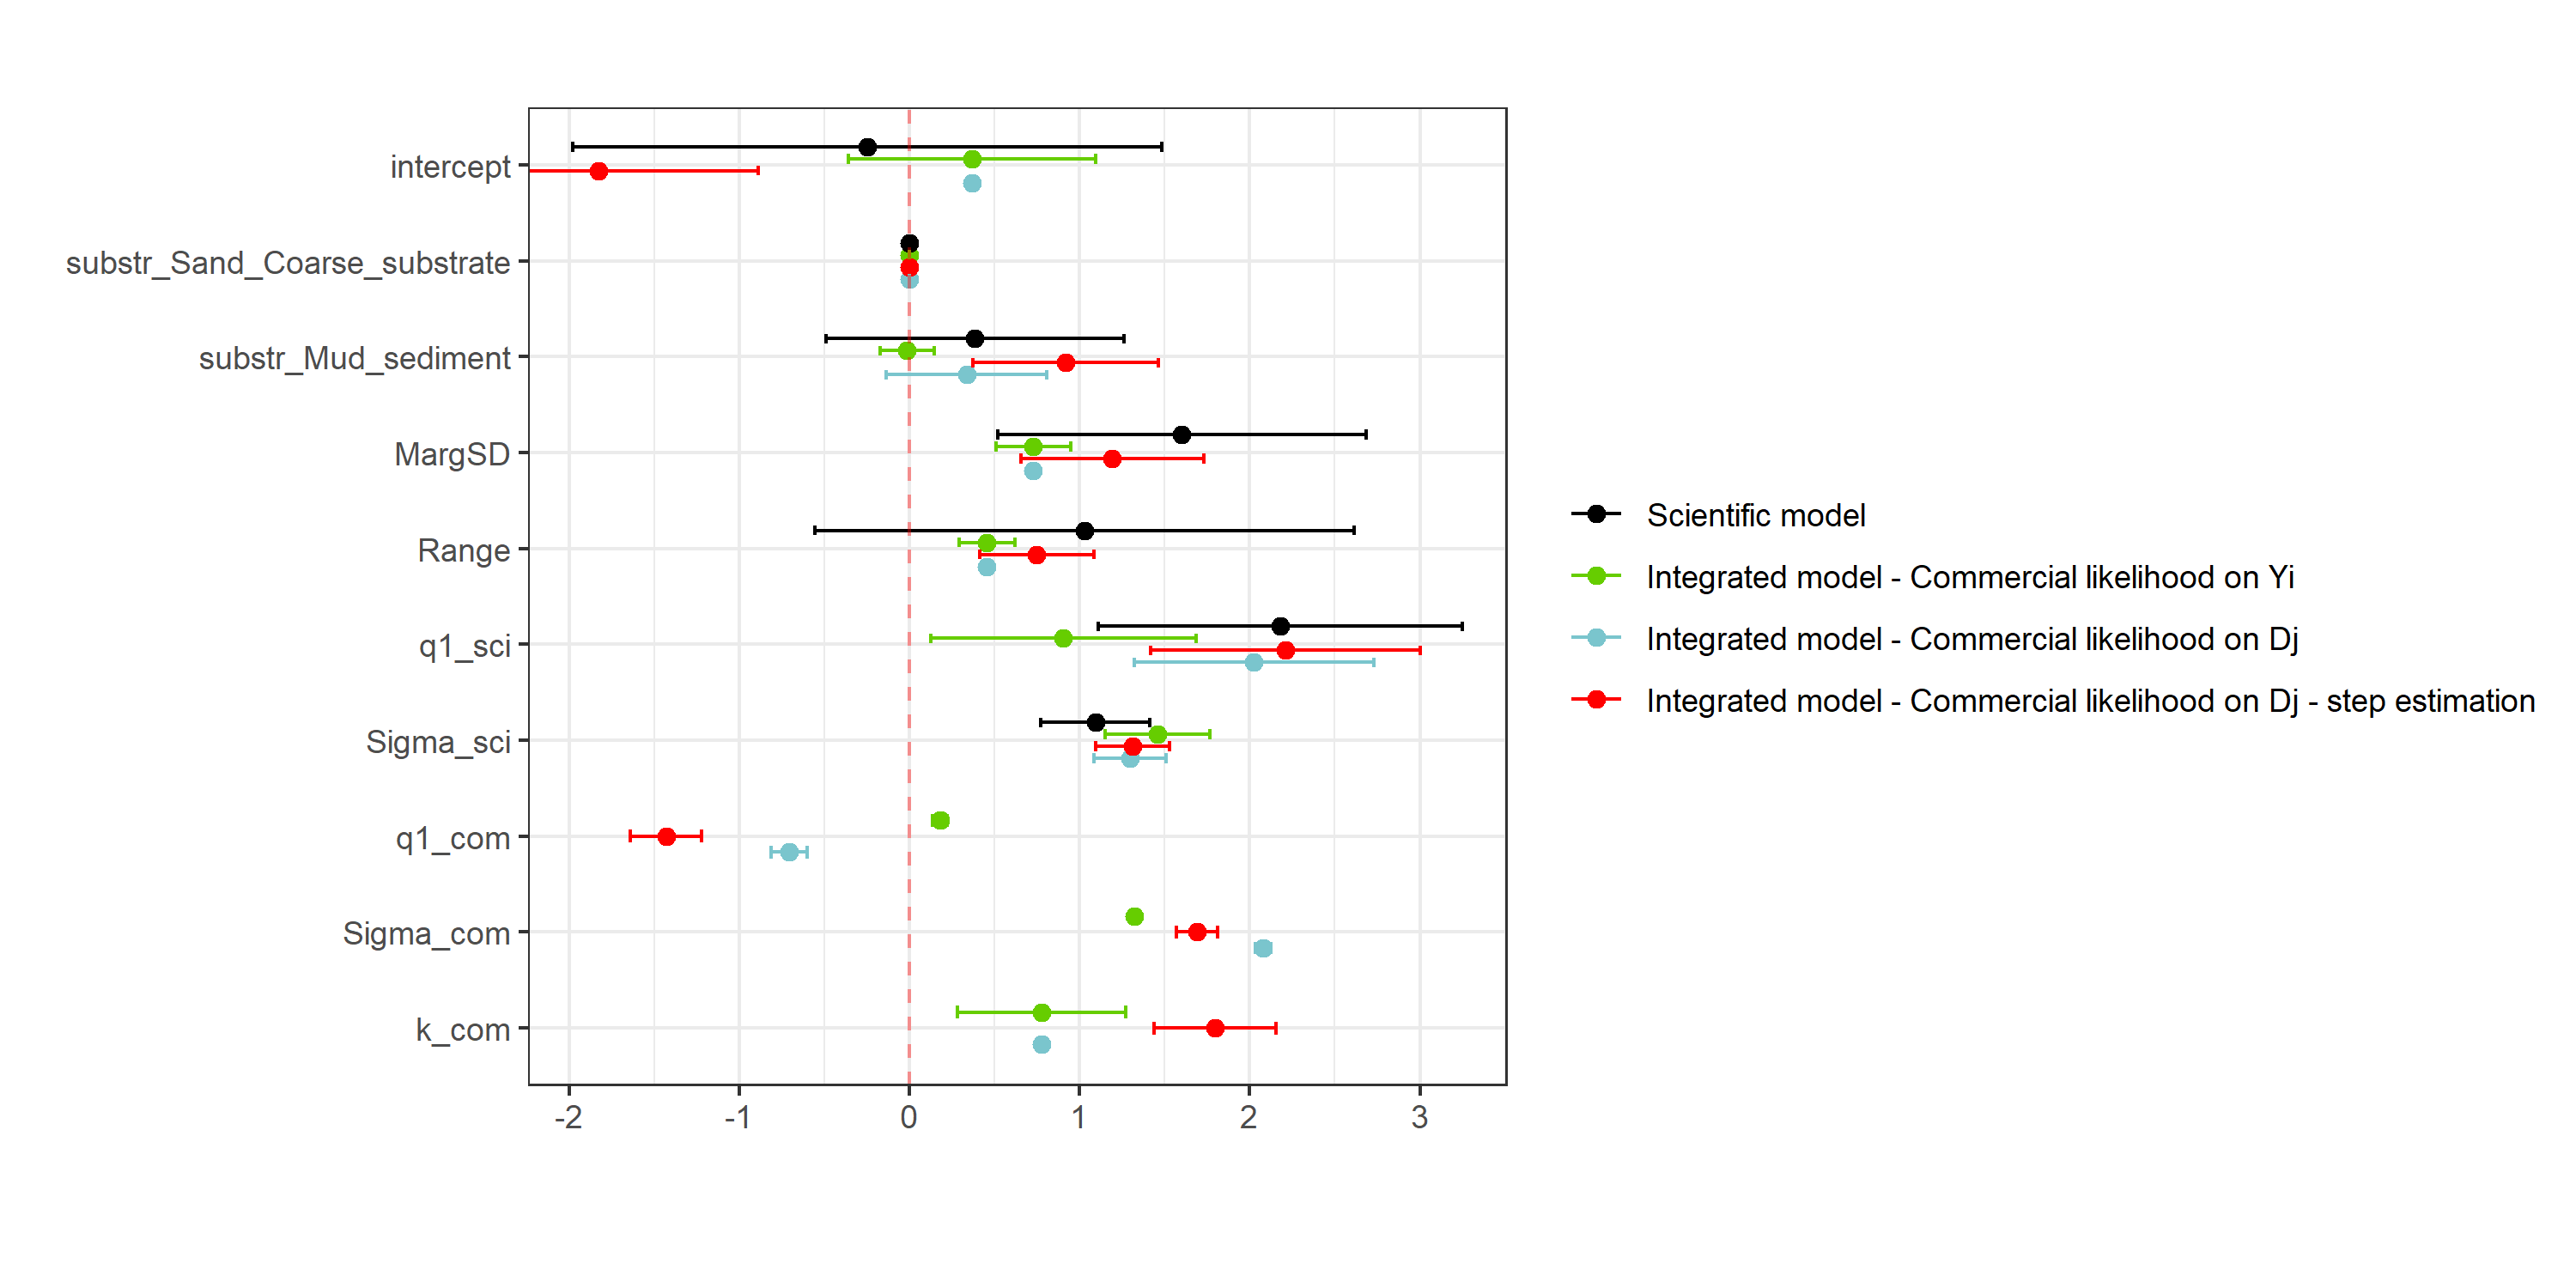 intercept
substr_Sand_Coarse_substrate
substr_Mud_sediment
MargSD
Range
q1_sci
Sigma_sci
q1_com
Sigma_com
k_com
-2 -1 0 1 2 3
Scientific model
Integrated model - Commercial likelihood on Yi
Integrated model - Commercial likelihood on Dj
Integrated model - Commercial likelihood on Dj - step estimation